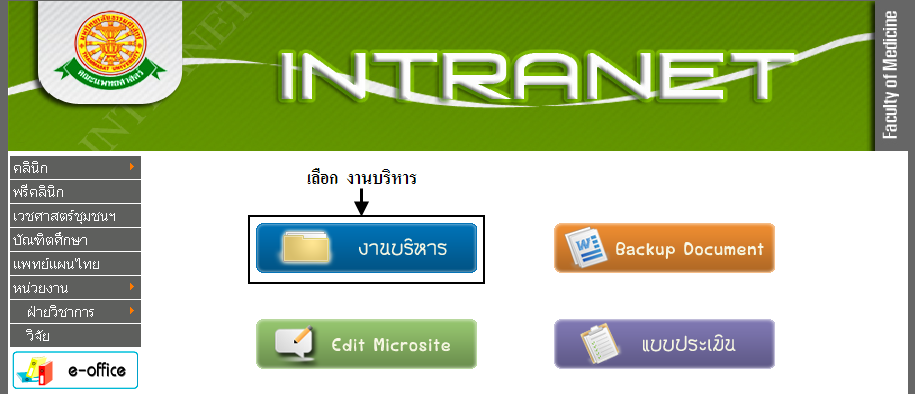 INTRANET
Faculty of Medicine
INTRANET
คลินิก
พรีคลินิก
เวชศาสตร์ชุมชนฯ
บัณฑิตศึกษา
แพทย์แผนไทย
หน่วยงาน
ฝ่ายวิชาการ
วิจัย
e-office
เลือก งานบริหาร
งานบริหาร
Backup Document
Edit Microsite
แบบประเมิน